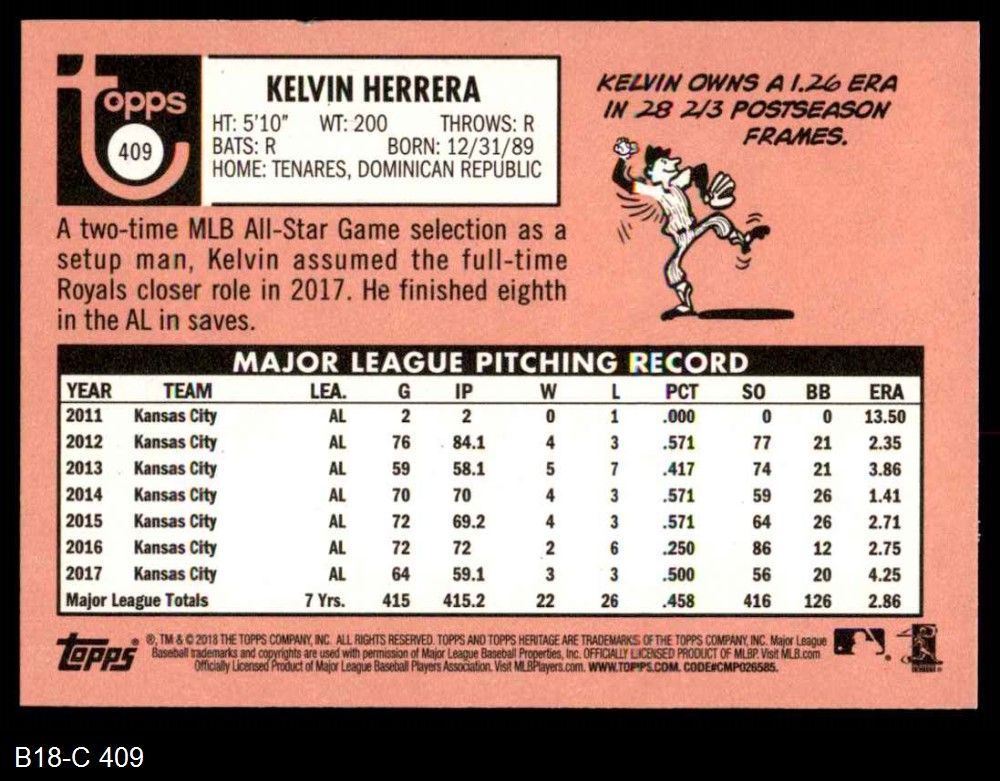 Topps
409
KELVIN HERRERA
HT: 5'10" WT: 200 THROWS: R
BATS: R BORN: 12/31/89
HOME: TENARES, DOMINICAN REPUBLIC
KELVIN OWNS A 1.26 ERA
IN 28 2/3 POSTSEASON
FRAMES.
A two-time MLB All-Star Game selection as a
setup man, Kelvin assumed the full-time
Royals closer role in 2017. He finished eighth
in the AL in saves.
MAJOR LEAGUE PITCHING RECORD
YEAR TEAM LEA. G IP W L PCT SO BB ERA
2011 Kansas City AL 2 2 0 1 .000 0 0 13.50
2012 Kansas City AL 76 84.1 4 3 .571 77 21 2.35
2013 Kansas City AL 59 58.1 5 7 .417 74 21 3.86
2014 Kansas City AL 70 70 4 3 .571 59 26 1.41
2015 Kansas City AL 72 69.2 4 3 .571 64 26 2.71
2016 Kansas City AL 72 72 2 6 .250 86 12 2.75
2017 Kansas City AL 64 59.1 3 3 .500 56 20 4.25
Major League Totals 7 Yrs. 415 415.2 22 26 .458 416 126 2.86
Topps ®
®, TM & © 2018 THE TOPPS COMPANY, INC. ALL RIGHTS RESERVED. TOPPS AND TOPPS HERITAGE ARE TRADEMARKS OF THE TOPPS COMPANY, INC. Major League
Baseball trademarks and copyrights are used with permission of Major League Baseball Properties, Inc. OFFICIALLY LICENSED PRODUCT OF MLBP. Visit MLB.com
Officially Licensed Product of Major League Baseball Players Association. Visit MLBPlayers.com. WWW.TOPPS.COM. CODE#CMP026585.
B18-C 409